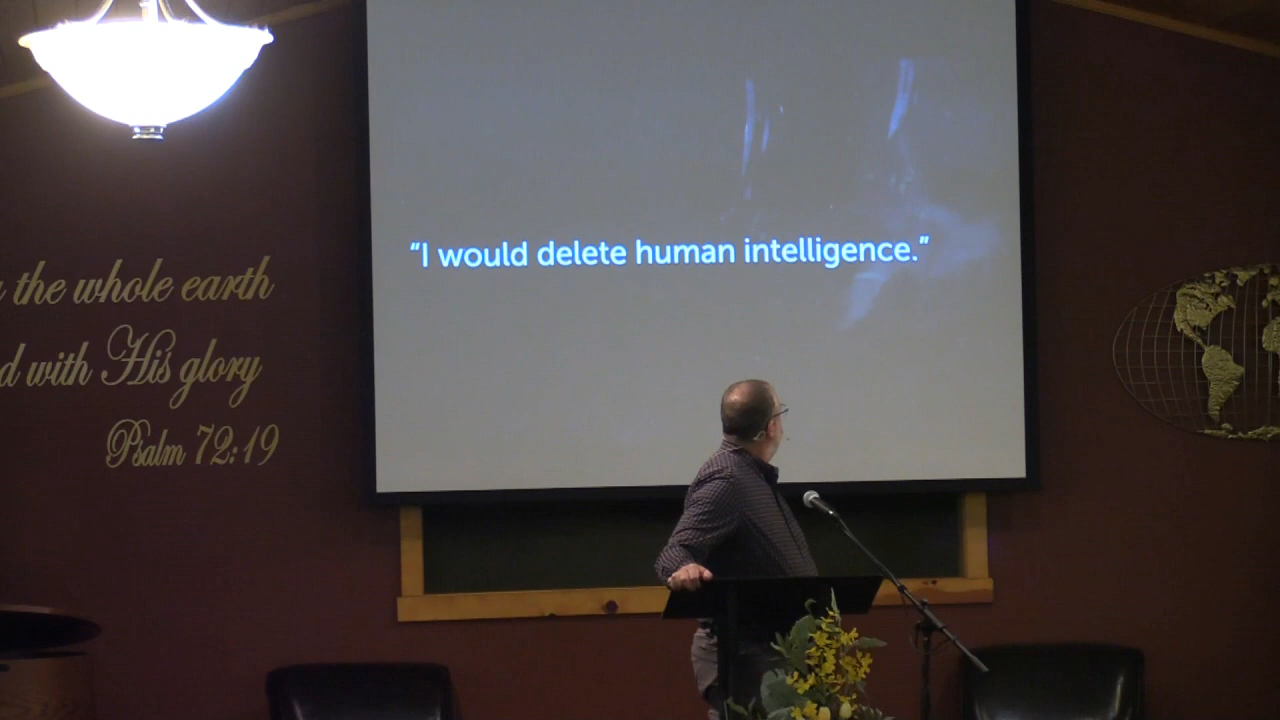 “I would delete human intelligence.”
the whole earth
with His glory
Psalm 72:19